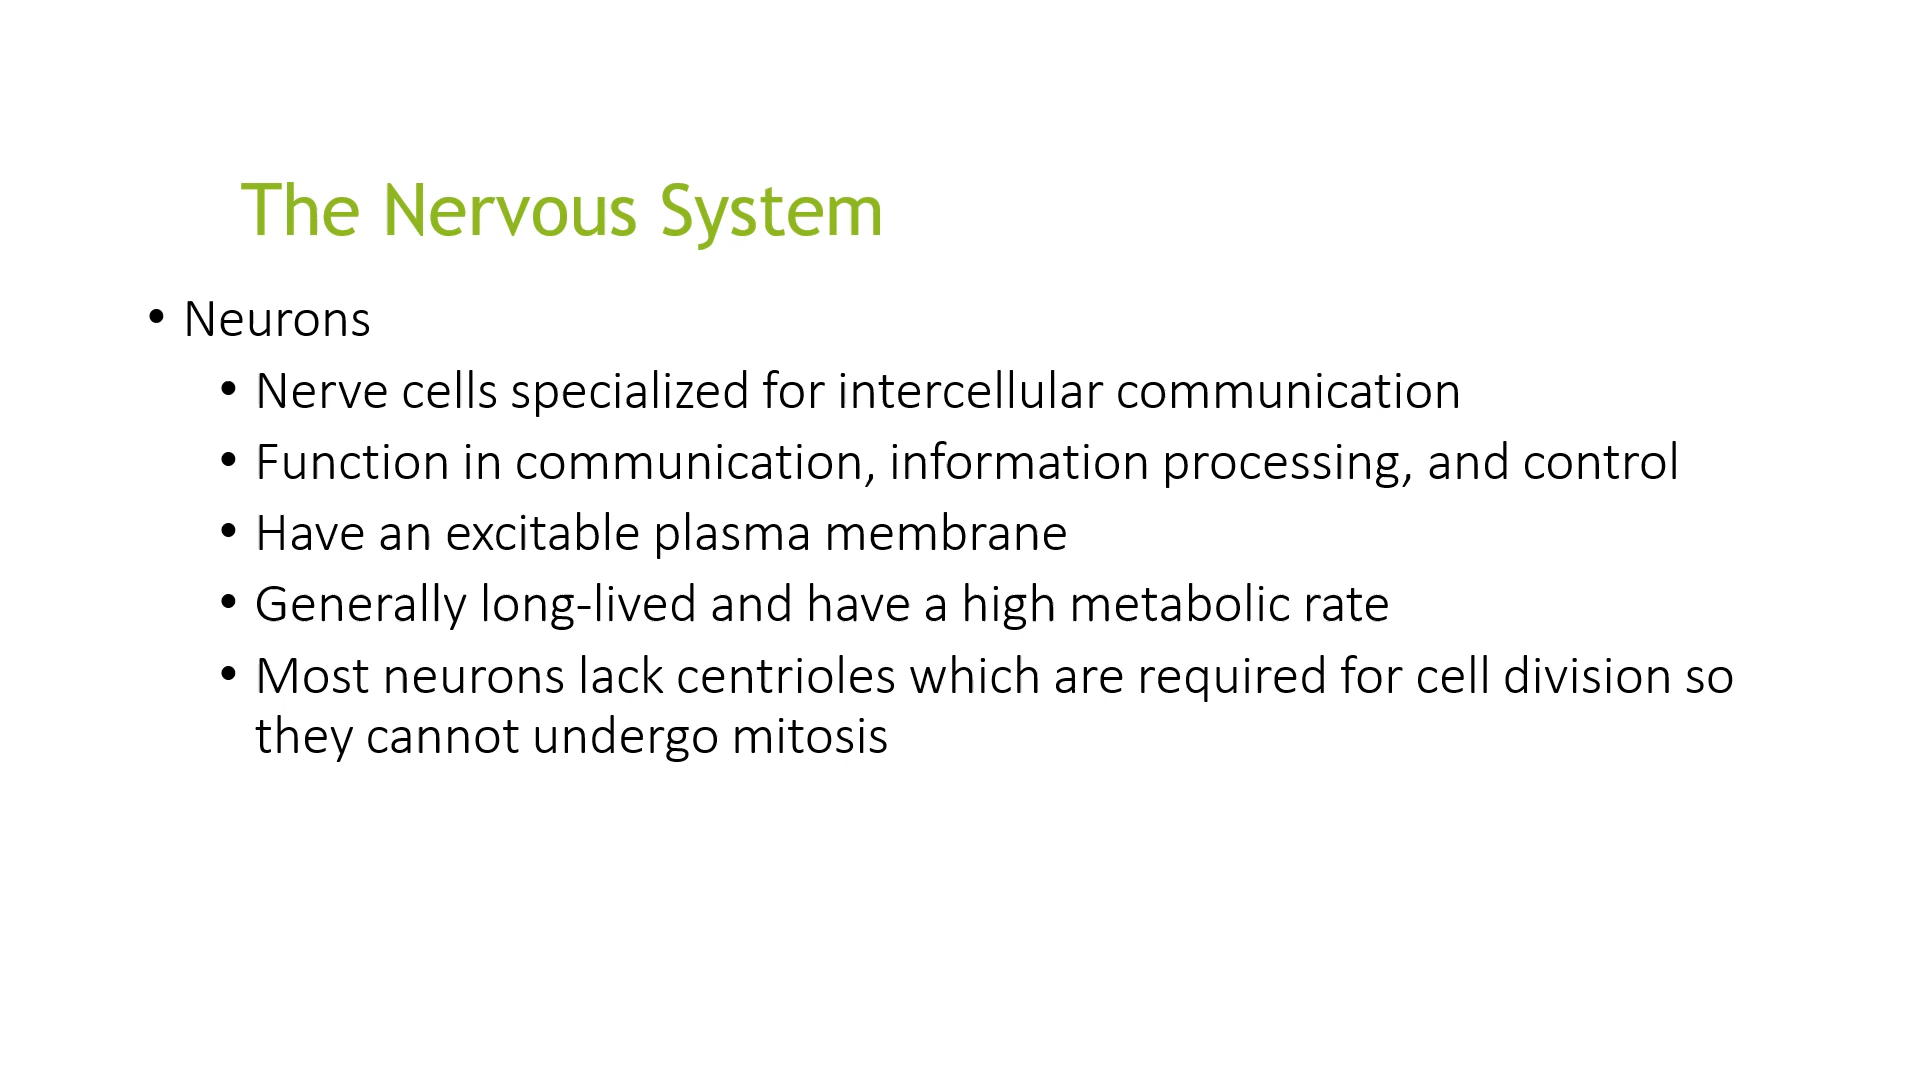 The Nervous System
• Neurons
• Nerve cells specialized for intercellular communication
• Function in communication, information processing, and control
• Have an excitable plasma membrane
• Generally long-lived and have a high metabolic rate
• Most neurons lack centrioles which are required for cell division so
they cannot undergo mitosis